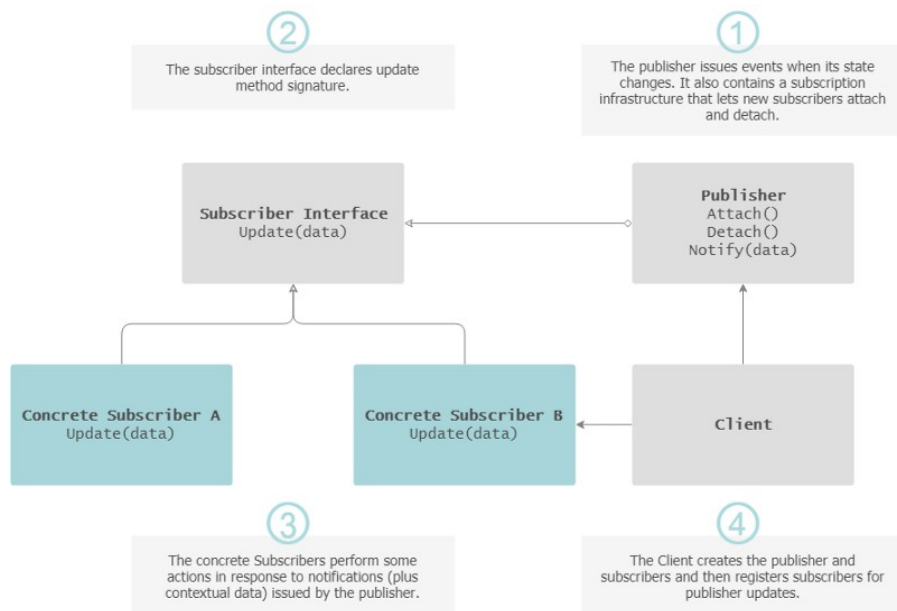 2
The subscriber interface declares update
method signature.
1
The publisher issues events when its state
changes. It also contains a subscription
infrastructure that lets new subscribers attach
and detach.
Subscriber Interface
Update(data)
Publisher
Attach()
Detach()
Notify(data)
Concrete Subscriber A
Update(data)
Concrete Subscriber B
Update(data)
Client
3
The concrete Subscribers perform some
actions in response to notifications (plus
contextual data) issued by the publisher.
4
The Client creates the publisher and
subscribers and then registers subscribers for
publisher updates.